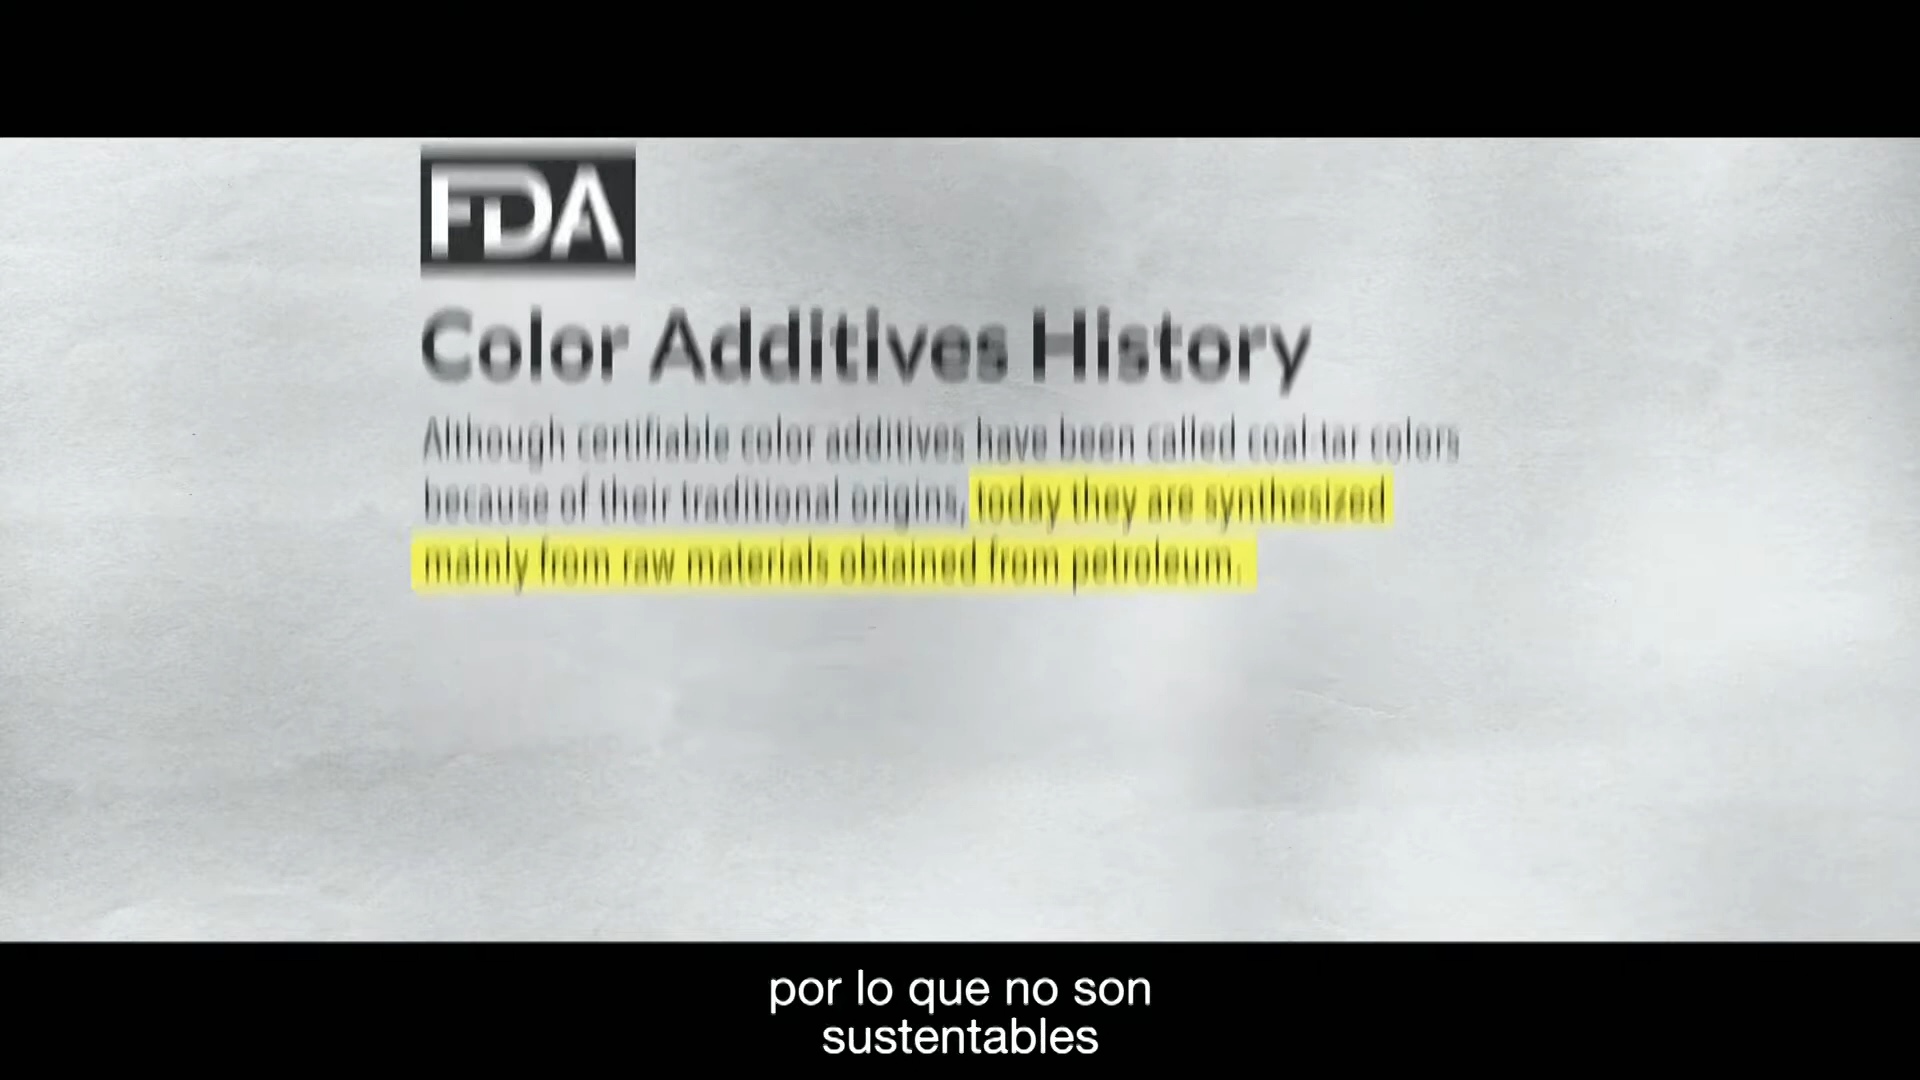 FDA
Color Additives History
Although certifiable color additives have been called coal-tar colors
because of their traditional origins, today they are synthesized
mainly from raw materials obtained from petroleum.
por lo que no son
sustentables